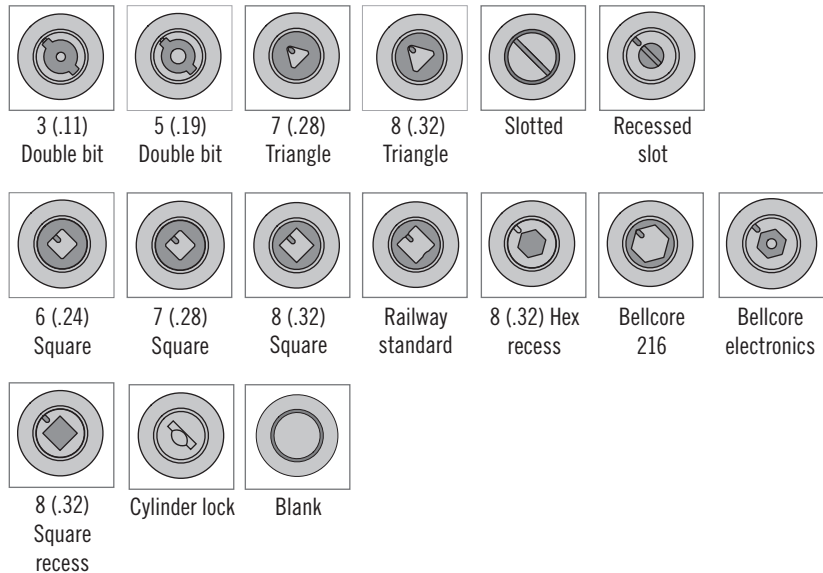 3 (.11)
Double bit
5 (.19)
Double bit
7 (.28)
Triangle
8 (.32)
Triangle
Slotted
Recessed
slot
6 (.24)
Square
7 (.28)
Square
8 (.32)
Square
Railway
standard
8 (.32) Hex
recess
Bellcore
216
Bellcore
electronics
8 (.32)
Square
recess
Cylinder lock
Blank